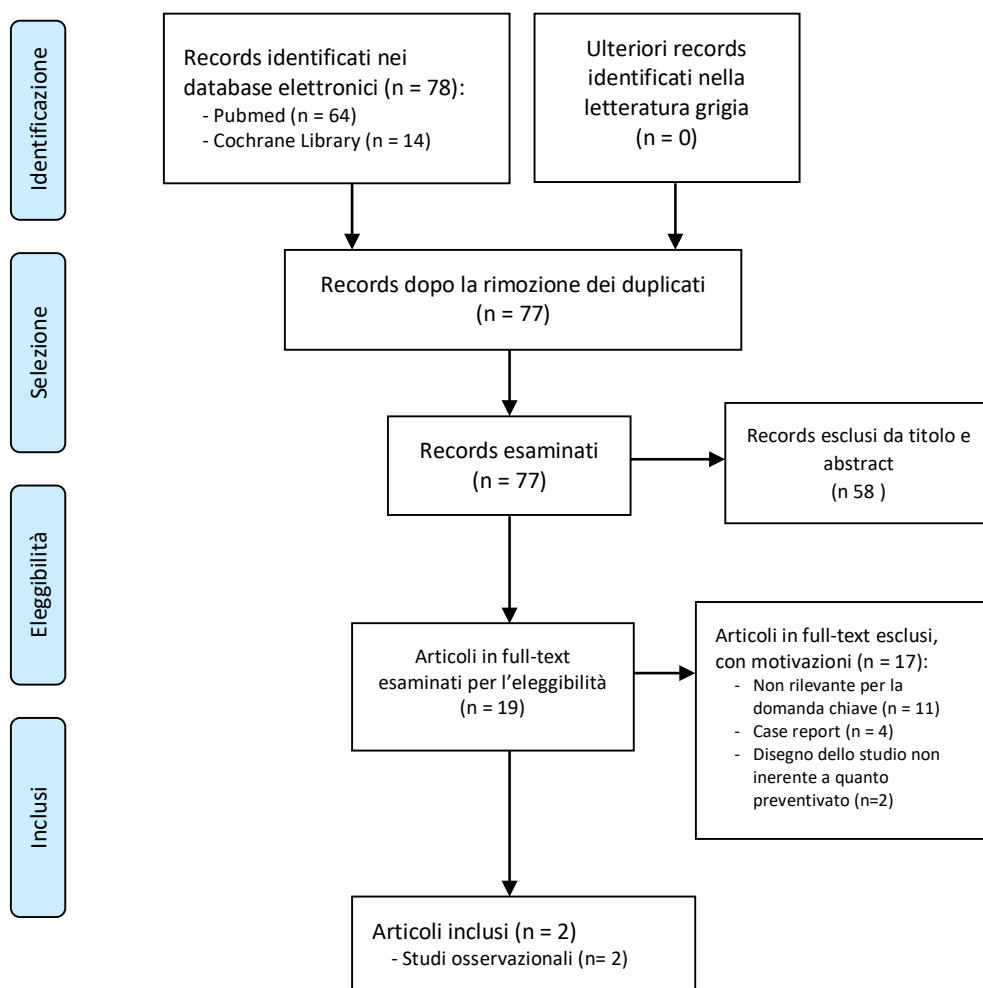 Identificazione
Records identificati nei
database elettronici (n = 78):
- Pubmed (n = 64)
- Cochrane Library (n = 14)
Ulteriori records
identificati nella
letteratura grigia
(n = 0)
Selezione
Records dopo la rimozione dei duplicati
(n = 77)
Records esaminati
(n = 77)
Records esclusi da titolo e
abstract
(n 58 )
Eleggibilità
Articoli in full-text
esaminati per l’eleggibilità
(n = 19)
Articoli in full-text esclusi,
con motivazioni (n = 17):
- Non rilevante per la
domanda chiave (n = 11)
- Case report (n = 4)
- Disegno dello studio non
inerente a quanto
preventivato (n=2)
Inclusi
Articoli inclusi (n = 2)
- Studi osservazionali (n= 2)